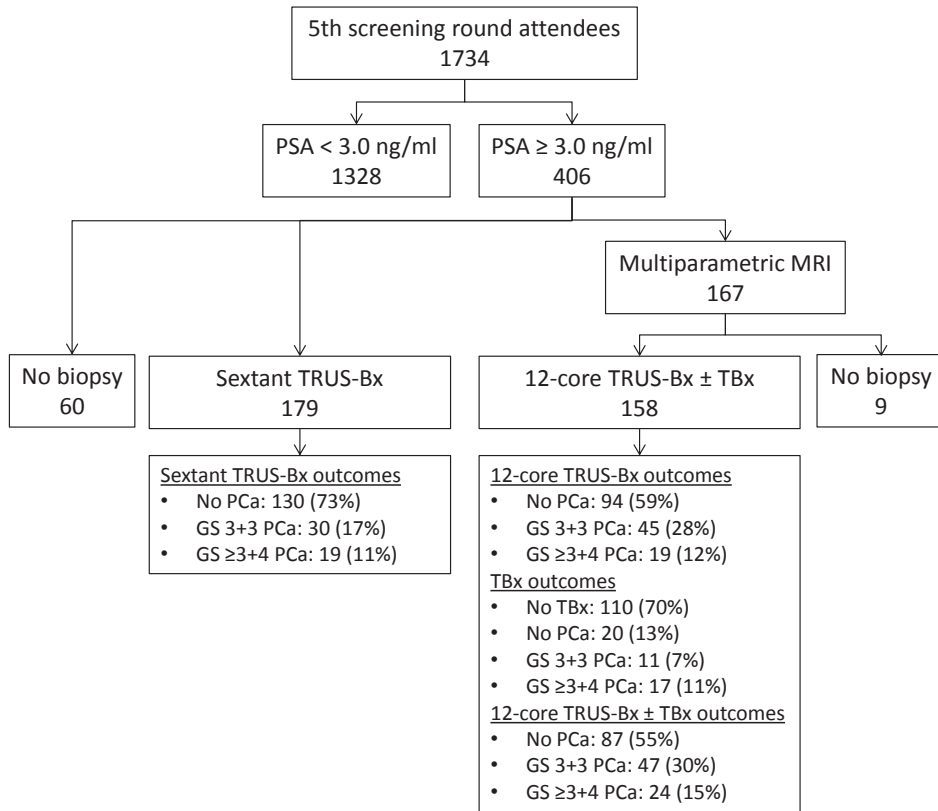 5th screening round attendees
1734
PSA < 3.0 ng/ml
1328
PSA ≥ 3.0 ng/ml
406
Multiparametric MRI
167
No biopsy
60
Sextant TRUS-Bx
179
12-core TRUS-Bx ± TBx
158
No biopsy
9
Sextant TRUS-Bx outcomes
• No PCa: 130 (73%)
• GS 3+3 PCa: 30 (17%)
• GS ≥3+4 PCa: 19 (11%)
12-core TRUS-Bx outcomes
• No PCa: 94 (59%)
• GS 3+3 PCa: 45 (28%)
• GS ≥3+4 PCa: 19 (12%)
TBx outcomes
• No TBx: 110 (70%)
• No PCa: 20 (13%)
• GS 3+3 PCa: 11 (7%)
• GS ≥3+4 PCa: 17 (11%)
12-core TRUS-Bx ± TBx outcomes
• No PCa: 87 (55%)
• GS 3+3 PCa: 47 (30%)
• GS ≥3+4 PCa: 24 (15%)